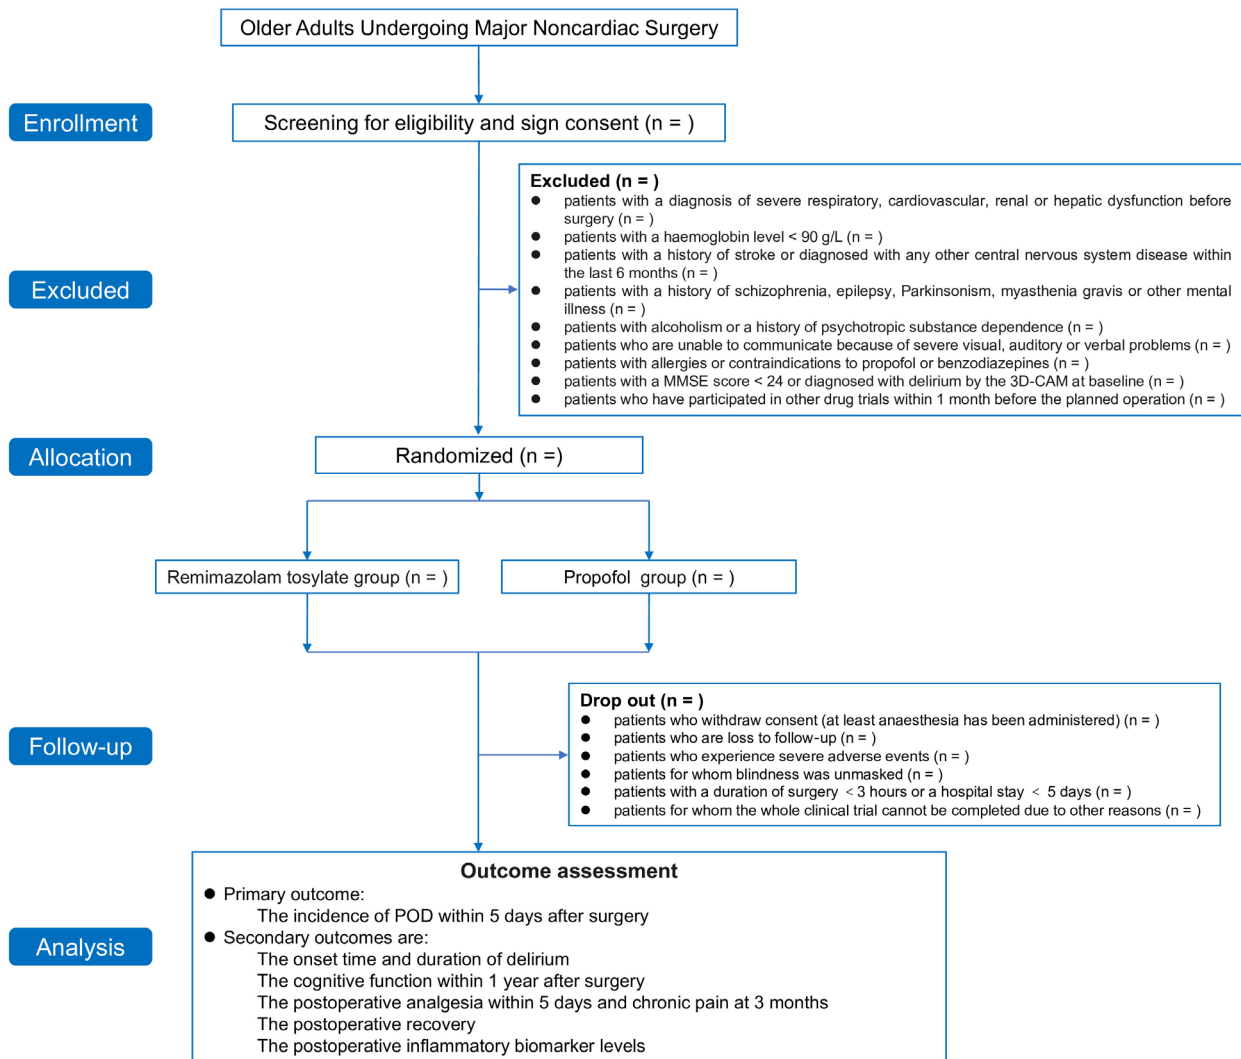 Older Adults Undergoing Major Noncardiac Surgery
Enrollment
Screening for eligibility and sign consent (n = )
Excluded (n = )
● patients with a diagnosis of severe respiratory, cardiovascular, renal or hepatic dysfunction before
surgery (n = )
● patients with a haemoglobin level < 90 g/L (n = )
● patients with a history of stroke or diagnosed with any other central nervous system disease within
the last 6 months (n = )
● patients with a history of schizophrenia, epilepsy, Parkinsonism, myasthenia gravis or other mental
illness (n = )
● patients with alcoholism or a history of psychotropic substance dependence (n = )
● patients who are unable to communicate because of severe visual, auditory or verbal problems (n = )
● patients with allergies or contraindications to propofol or benzodiazepines (n = )
● patients with a MMSE score < 24 or diagnosed with delirium by the 3D-CAM at baseline (n = )
● patients who have participated in other drug trials within 1 month before the planned operation (n = )
Excluded
Allocation
Randomized (n =)
Remimazolam tosylate group (n = )
Propofol group (n = )
Follow-up
Drop out (n = )
● patients who withdraw consent (at least anaesthesia has been administered) (n = )
● patients who are loss to follow-up (n = )
● patients who experience severe adverse events (n = )
● patients for whom blindness was unmasked (n = )
● patients with a duration of surgery < 3 hours or a hospital stay < 5 days (n = )
● patients for whom the whole clinical trial cannot be completed due to other reasons (n = )
Analysis
Outcome assessment
● Primary outcome:
The incidence of POD within 5 days after surgery
● Secondary outcomes are:
The onset time and duration of delirium
The cognitive function within 1 year after surgery
The postoperative analgesia within 5 days and chronic pain at 3 months
The postoperative recovery
The postoperative inflammatory biomarker levels